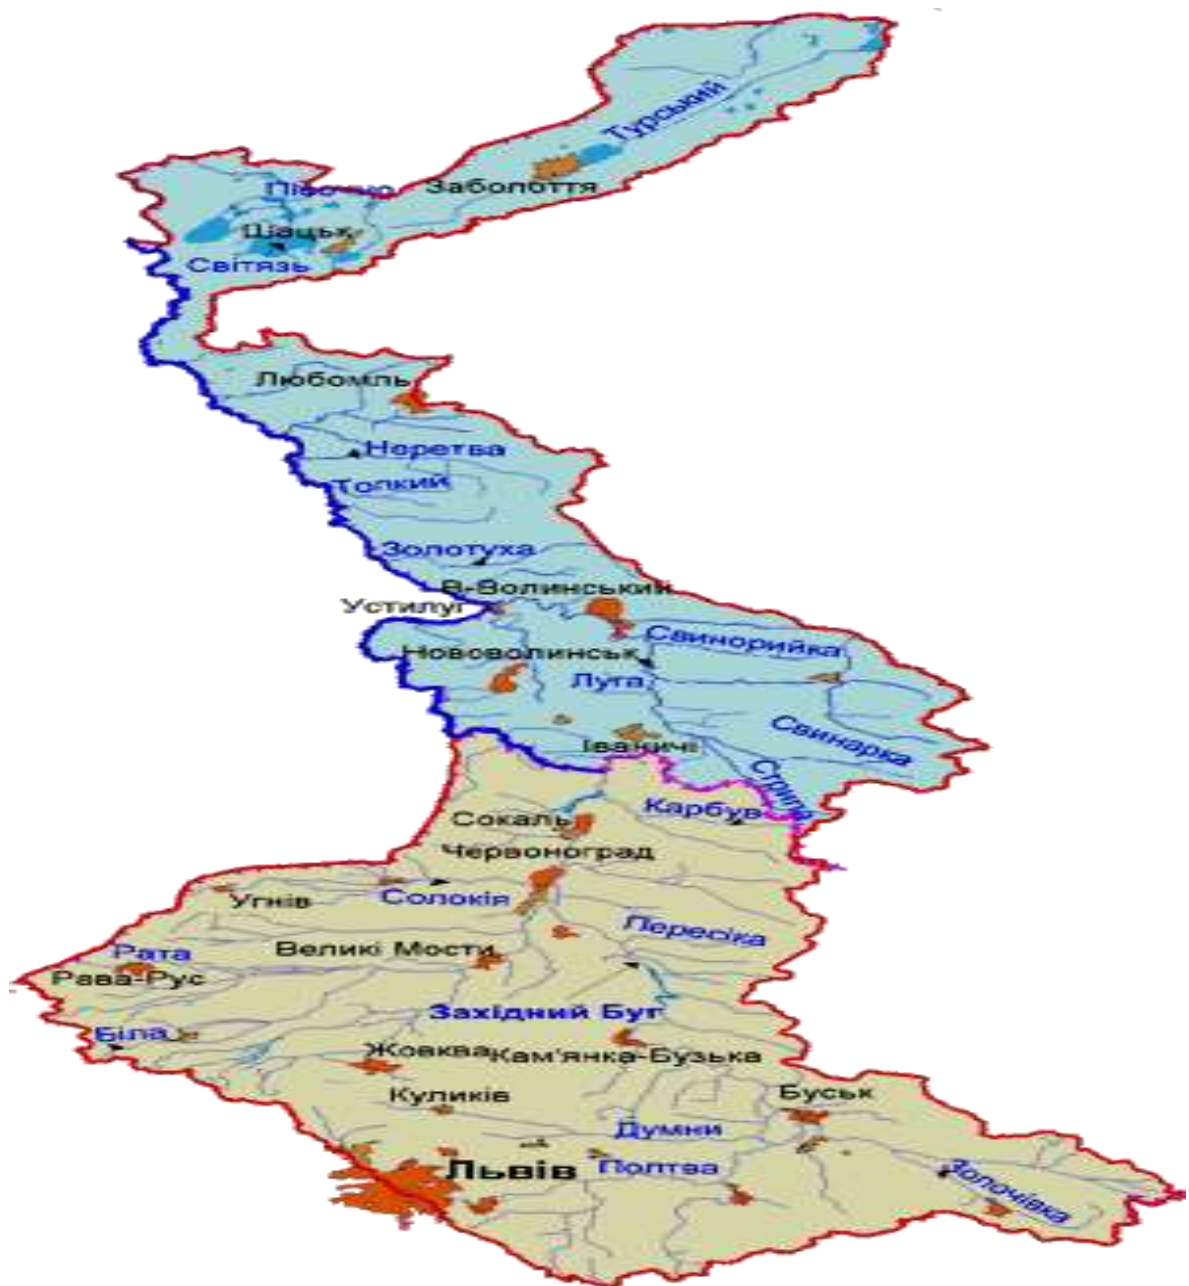 Турський
Заболоття
Шацьк
Світязь
Любомль
Неретва
Топкий
Золотуха
В-Волинський
Устилуг
Свинорийка
Нововолинськ
Луга
Свинарка
Іваничі
Стрипа
Карбув
Сокаль
Червоноград
Угнів
Солокія
Пересіка
Великі Мости
Рата
Рава-Рус
Західний Буг
Біла
Жовква
Кам'янка-Бузька
Куликів
Буськ
Думни
Львів
Полтва
Золочівка